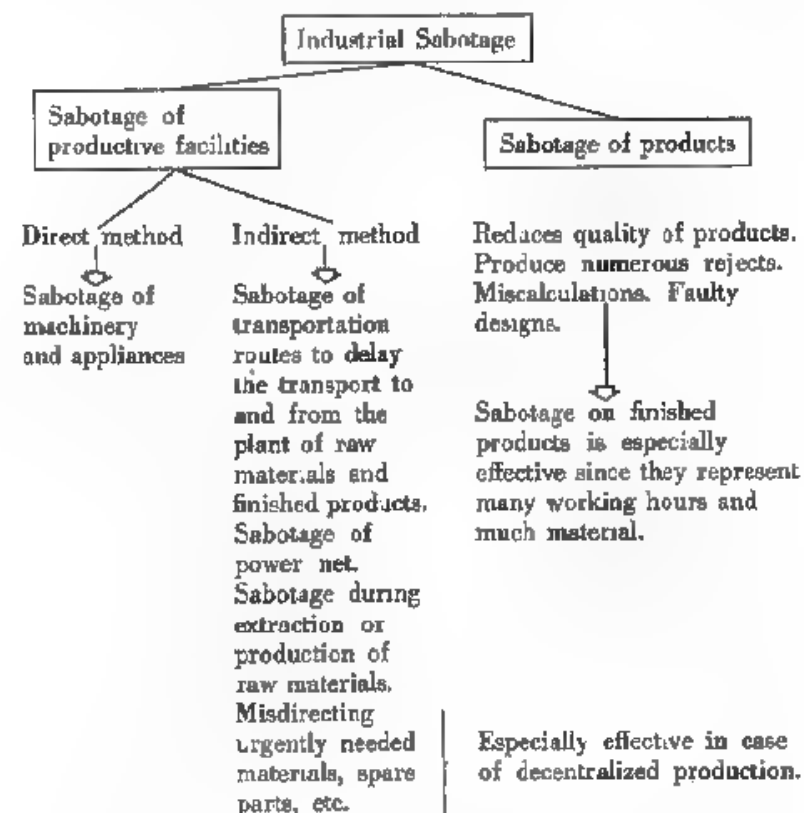 Industrial Sabotage
Sabotage of
productive facilities
Sabotage of products
Direct method
Sabotage of
machinery
and appliances
Indirect method
Sabotage of
transportation
routes to delay
the transport to
and from the
plant of raw
materials and
finished products.
Sabotage of
power net.
Sabotage during
extraction or
production of
raw materials.
Misdirecting
urgently needed
materials, spare
parts, etc.
Reduces quality of products.
Produce numerous rejects.
Miscalculations. Faulty
designs.
Sabotage on finished
products is especially
effective since they represent
many working hours and
much material.
Especially effective in case
of decentralized production.